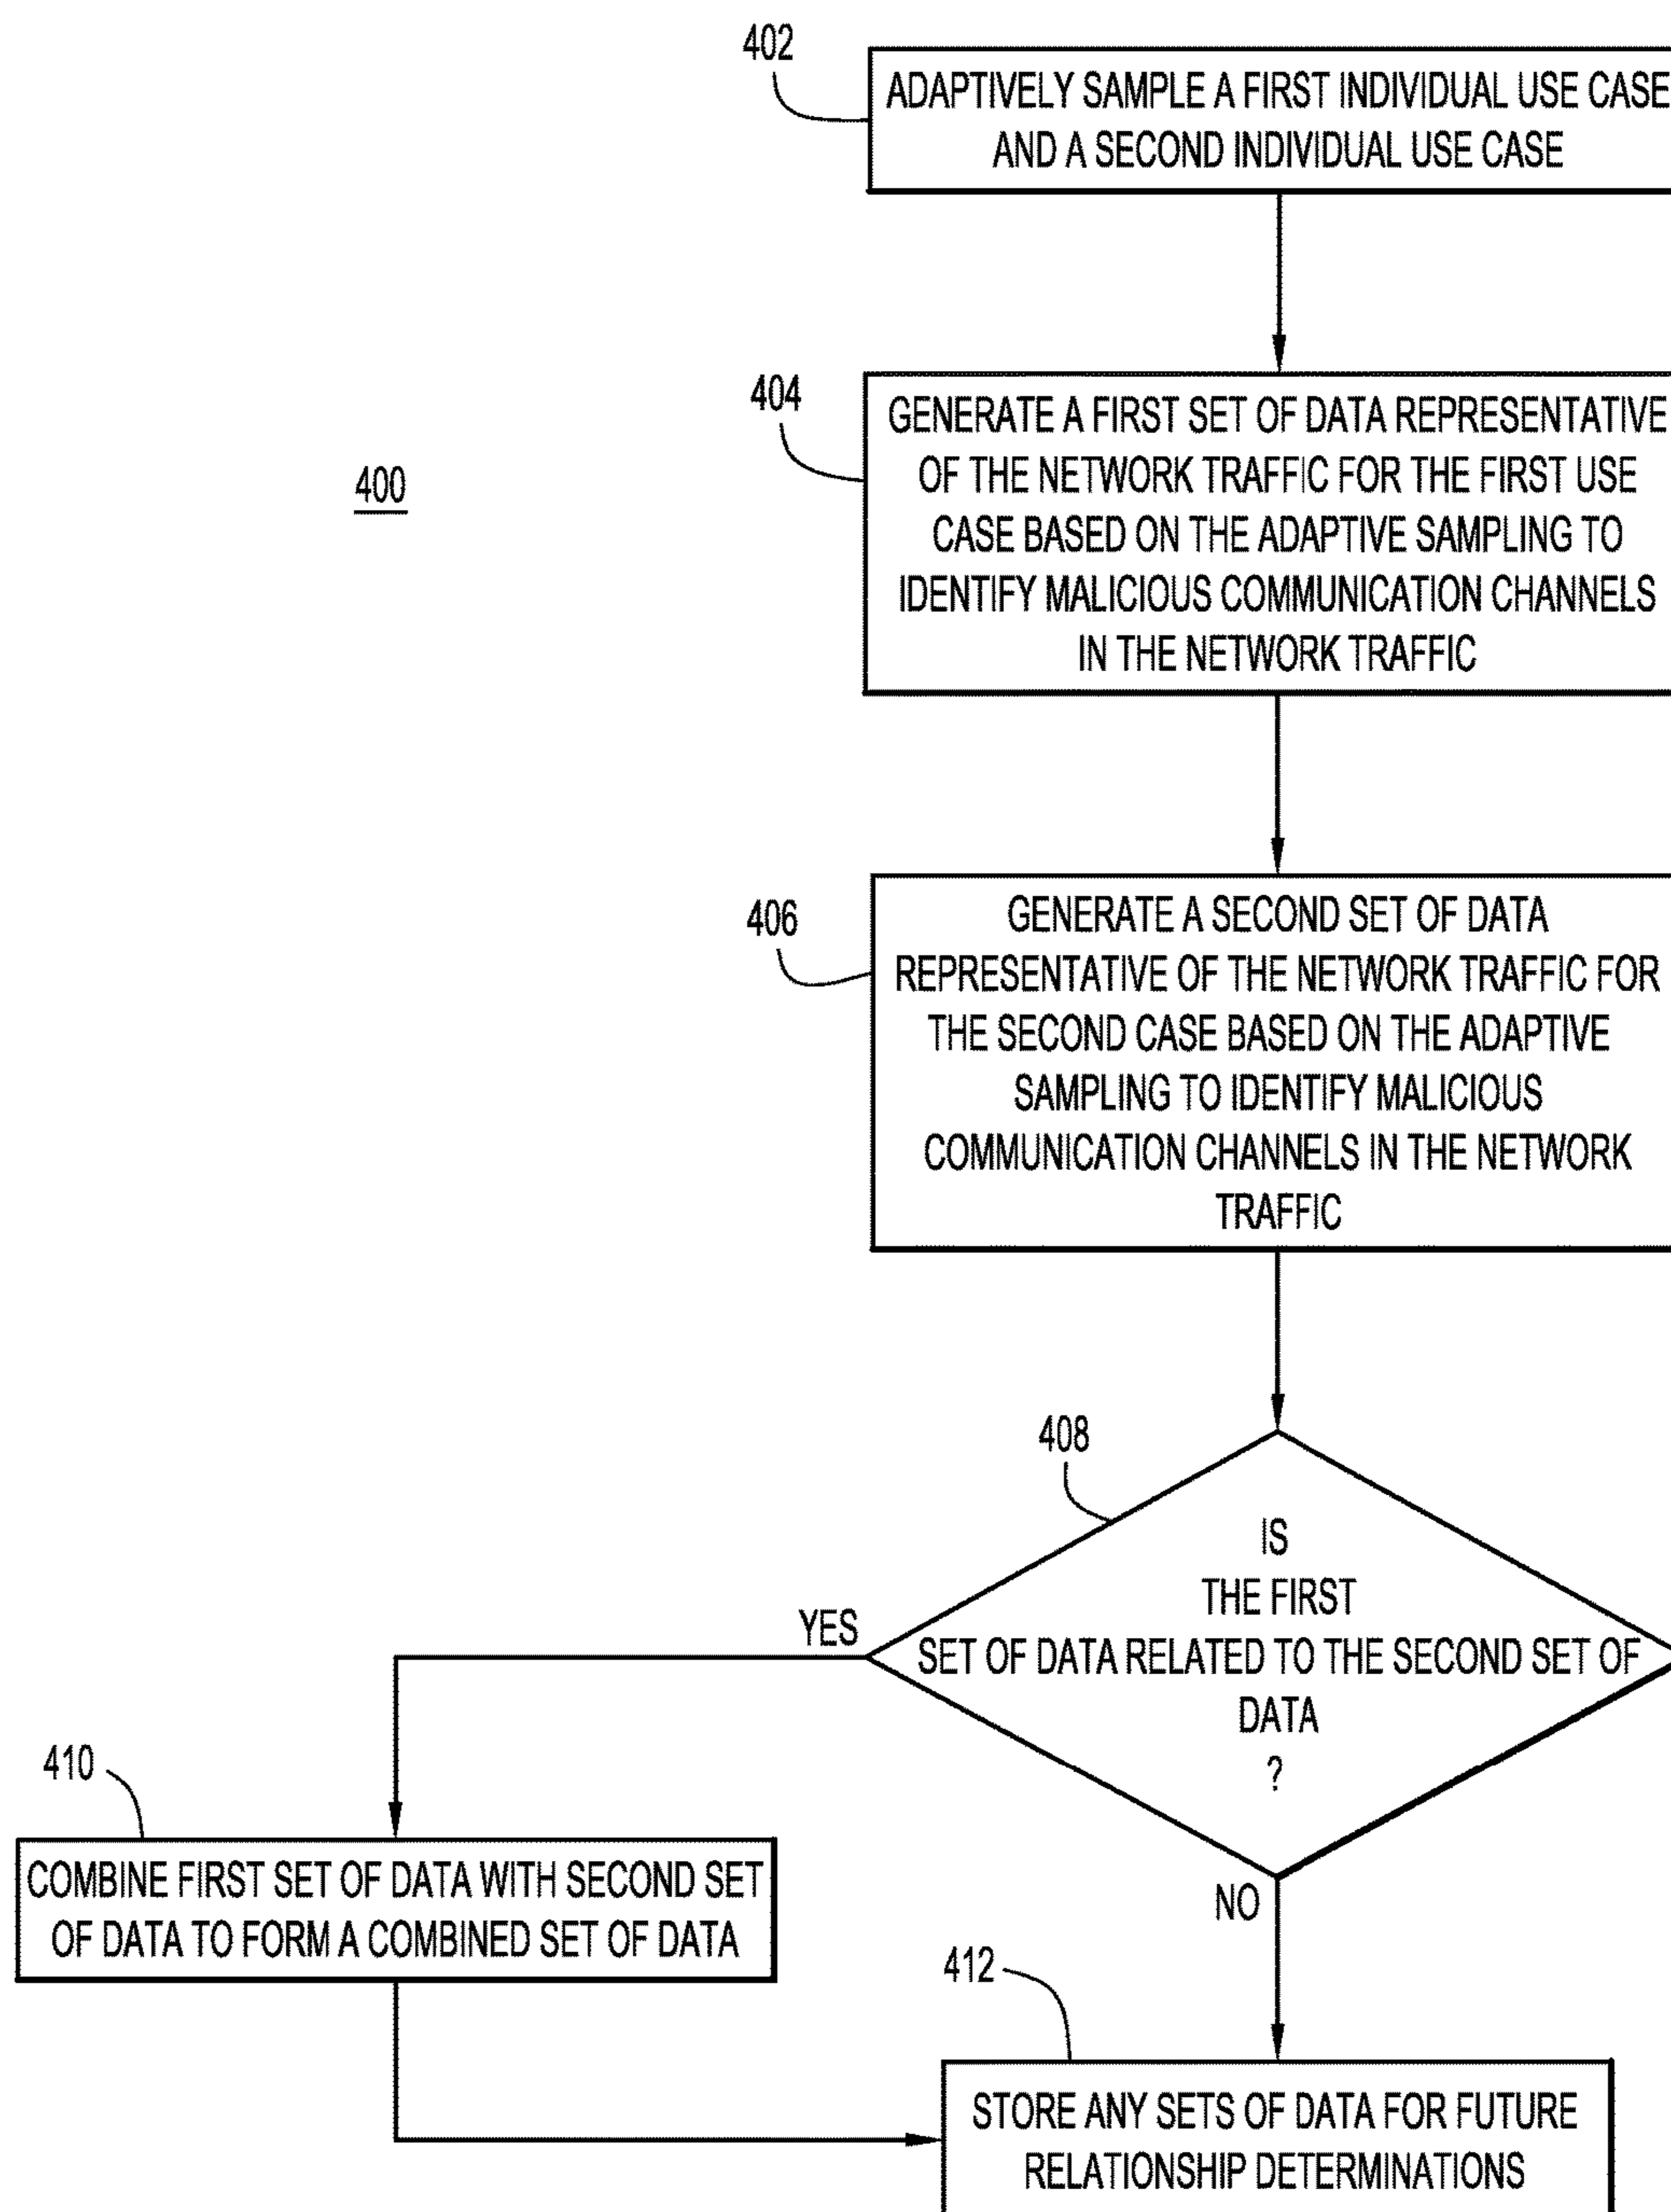 402
ADAPTIVELY SAMPLE A FIRST INDIVIDUAL USE CASE
AND A SECOND INDIVIDUAL USE CASE
404
GENERATE A FIRST SET OF DATA REPRESENTATIVE
OF THE NETWORK TRAFFIC FOR THE FIRST USE
CASE BASED ON THE ADAPTIVE SAMPLING TO
IDENTIFY MALICIOUS COMMUNICATION CHANNELS
IN THE NETWORK TRAFFIC
400
406
GENERATE A SECOND SET OF DATA
REPRESENTATIVE OF THE NETWORK TRAFFIC FOR
THE SECOND CASE BASED ON THE ADAPTIVE
SAMPLING TO IDENTIFY MALICIOUS
COMMUNICATION CHANNELS IN THE NETWORK
TRAFFIC
408
IS
THE FIRST
SET OF DATA RELATED TO THE SECOND SET OF
DATA
?
YES
410
COMBINE FIRST SET OF DATA WITH SECOND SET
OF DATA TO FORM A COMBINED SET OF DATA
NO
412
STORE ANY SETS OF DATA FOR FUTURE
RELATIONSHIP DETERMINATIONS